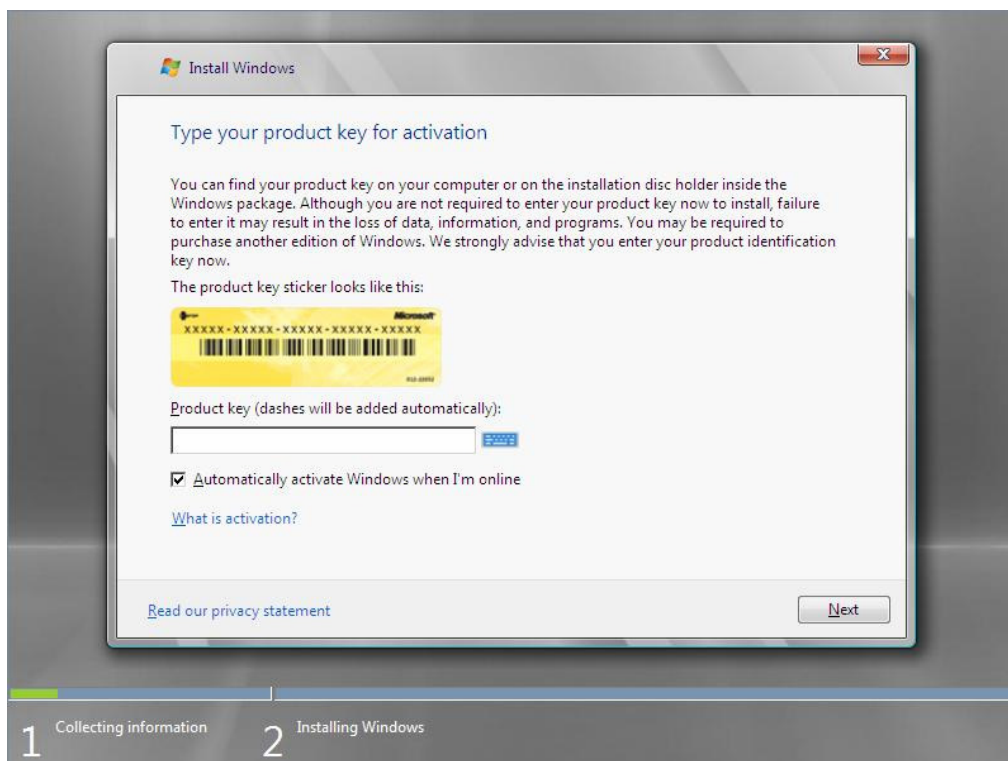 Install Windows
Type your product key for activation
You can find your product key on your computer or on the installation disc holder inside the
Windows package. Although you are not required to enter your product key now to install, failure
to enter it may result in the loss of data, information, and programs. You may be required to
purchase another edition of Windows. We strongly advise that you enter your product identification
key now.
The product key sticker looks like this:
Microsoft
XXXXX-XXXXX-XXXXX-XXXXX-XXXXX
Product key (dashes will be added automatically):
Automatically activate Windows when I'm online
What is activation?
Read our privacy statement
Next
1 Collecting information
2 Installing Windows